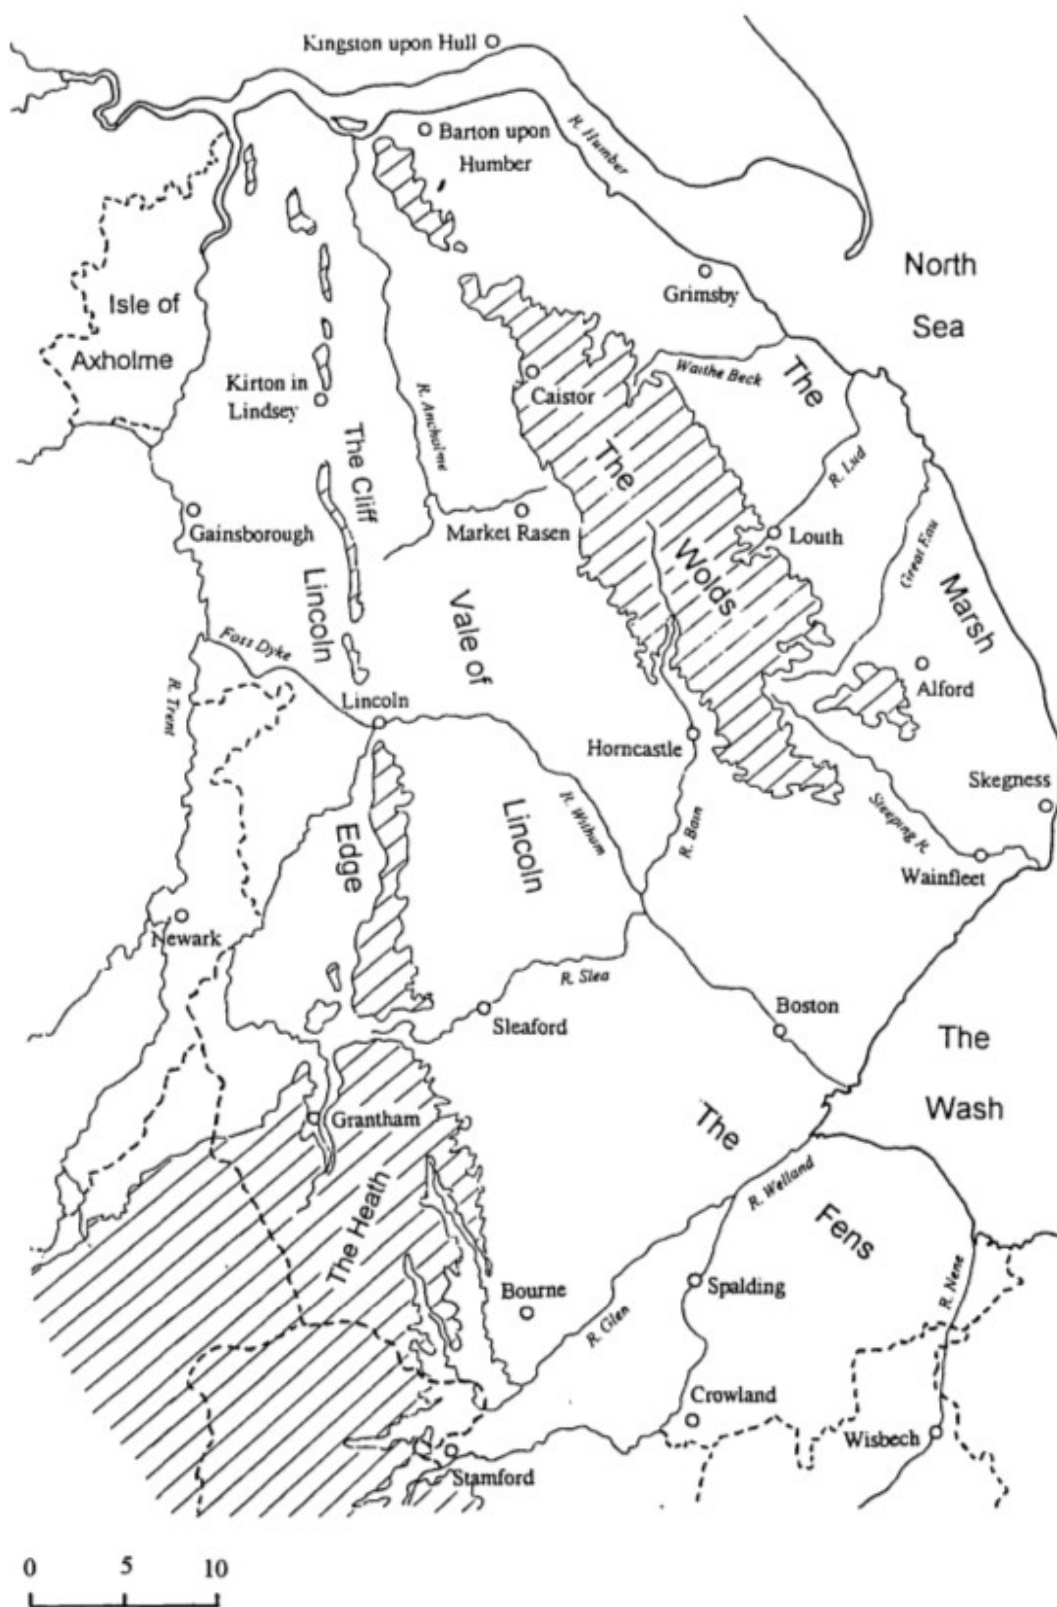 Kingston upon Hull
Barton upon
Humber
R. Humber
North
Sea
Grimsby
Isle of
Axholme
Waithe Beck
The
Caistor
Kirton in
Lindsey
R. Ancholme
The Cliff
The
R. Lud
Gainsborough
Market Rasen
Louth
Great Eau
Wolds
Marsh
Lincoln
Vale of
Foss Dyke
R. Trent
Alford
Lincoln
Horncastle
Skegness
R. Witham
R. Bain
Steeping R.
Edge
Lincoln
Wainfleet
Newark
R. Slea
Sleaford
Boston
The
Wash
Grantham
The
The Heath
R. Welland
Fens
Bourne
Spalding
R. Nene
R. Glen
Crowland
Wisbech
Stamford
0 5 10